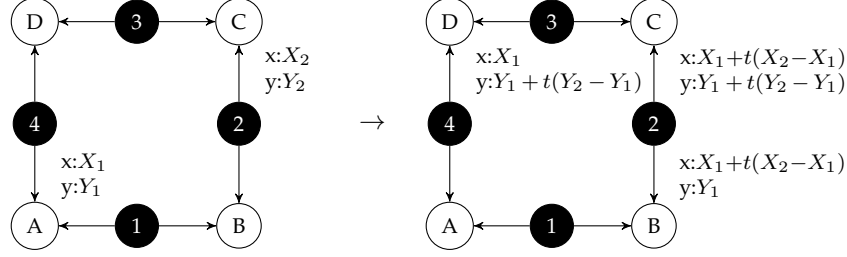 D 3 C
x:X₂
y:Y₂
4 2
x:X₁
y:Y₁
A 1 B
→
D 3 C
x:X₁
y:Y₁ + t(Y₂ − Y₁)
x:X₁+t(X₂−X₁)
y:Y₁ + t(Y₂ − Y₁)
4 2
x:X₁+t(X₂−X₁)
y:Y₁
A 1 B